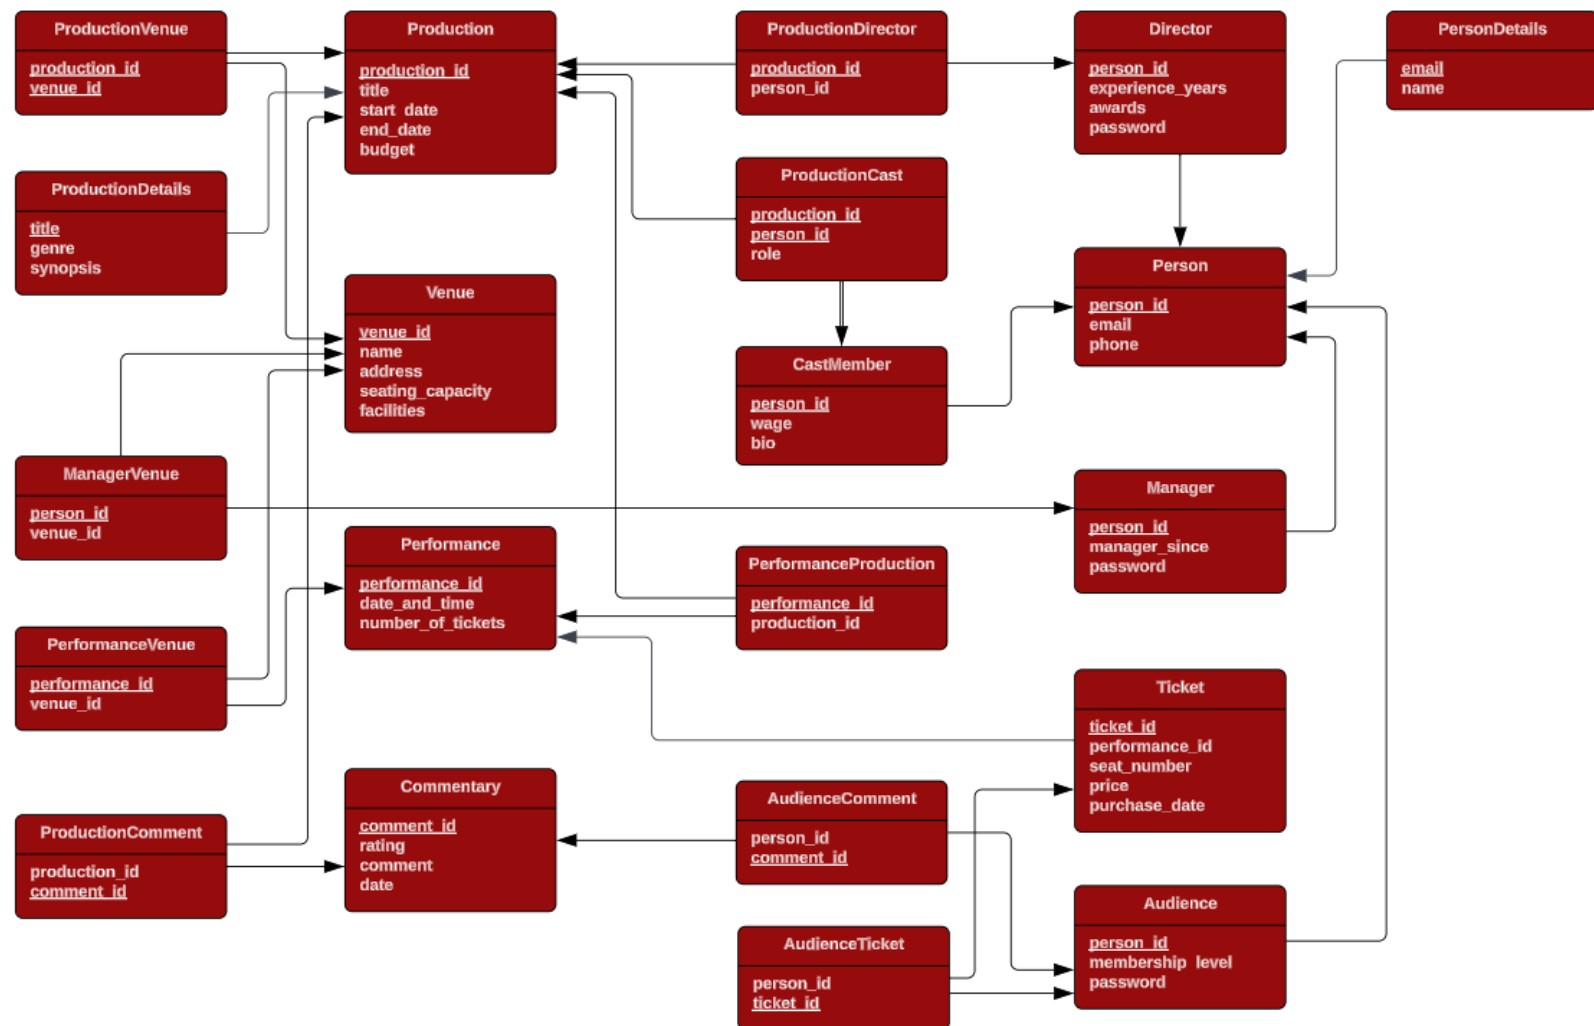 ProductionVenue
production_id
venue_id
Production
production_id
title
start_date
end_date
budget
ProductionDirector
production_id
person_id
Director
person_id
experience_years
awards
password
PersonDetails
email
name
ProductionDetails
title
genre
synopsis
ProductionCast
production_id
person_id
role
Venue
venue_id
name
address
seating_capacity
facilities
Person
person_id
email
phone
CastMember
person_id
wage
bio
ManagerVenue
person_id
venue_id
Manager
person_id
manager_since
password
Performance
performance_id
date_and_time
number_of_tickets
PerformanceProduction
performance_id
production_id
PerformanceVenue
performance_id
venue_id
Ticket
ticket_id
performance_id
seat_number
price
purchase_date
Commentary
comment_id
rating
comment
date
AudienceComment
person_id
comment_id
ProductionComment
production_id
comment_id
Audience
person_id
membership_level
password
AudienceTicket
person_id
ticket_id